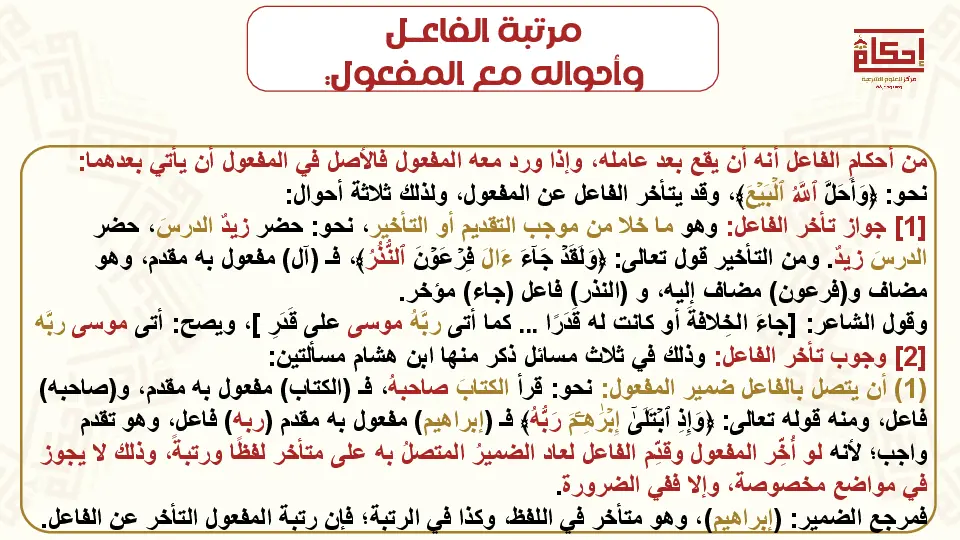 مرتبة الفاعـل
وأحواله مع المفعول:
إحكام
مركز للعلوم الشرعية
من أحكام الفاعل أنه أن يقع بعد عامله، وإذا ورد معه المفعول فالأصل في المفعول أن يأتي بعدهما:
نحو: ﴿وَأَحَلَّ ٱللَّهُ ٱلۡبَيۡعَ﴾، وقد يتأخر الفاعل عن المفعول، ولذلك ثلاثة أحوال:
[1] جواز تأخر الفاعل: وهو ما خلا من موجب التقديم أو التأخير، نحو: حضر زيدٌ الدرسَ، حضر
الدرسَ زيدٌ. ومن التأخير قول تعالى: ﴿وَلَقَدۡ جَآءَ ءَالَ فِرۡعَوۡنَ ٱلنُّذُرُ﴾، فـ (آل) مفعول به مقدم، وهو
مضاف و(فرعون) مضاف إليه، و (النذر) فاعل (جاء) مؤخر.
وقول الشاعر: [جاءَ الخِلافةَ أو كانت له قَدَرًا ... كما أتى ربَّهُ موسى على قَدَرِ ]، ويصح: أتى موسى ربَّه
[2] وجوب تأخر الفاعل: وذلك في ثلاث مسائل ذكر منها ابن هشام مسألتين:
(1) أن يتصل بالفاعل ضمير المفعول: نحو: قرأ الكتابَ صاحبهُ، فـ (الكتاب) مفعول به مقدم، و(صاحبه)
فاعل، ومنه قوله تعالى: ﴿وَإِذِ ٱبۡتَلَىٰٓ إِبۡرَٰهِـۧمَ رَبُّهُۥ﴾ فـ (إبراهيم) مفعول به مقدم (ربه) فاعل، وهو تقدم
واجب؛ لأنه لو أُخِّر المفعول وقدِّم الفاعل لعاد الضميرُ المتصلُ به على متأخر لفظًا ورتبةً، وذلك لا يجوز
في مواضع مخصوصة، وإلا ففي الضرورة.
فمرجع الضمير: (إبراهيم)، وهو متأخر في اللفظ، وكذا في الرتبة؛ فإن رتبة المفعول التأخر عن الفاعل.